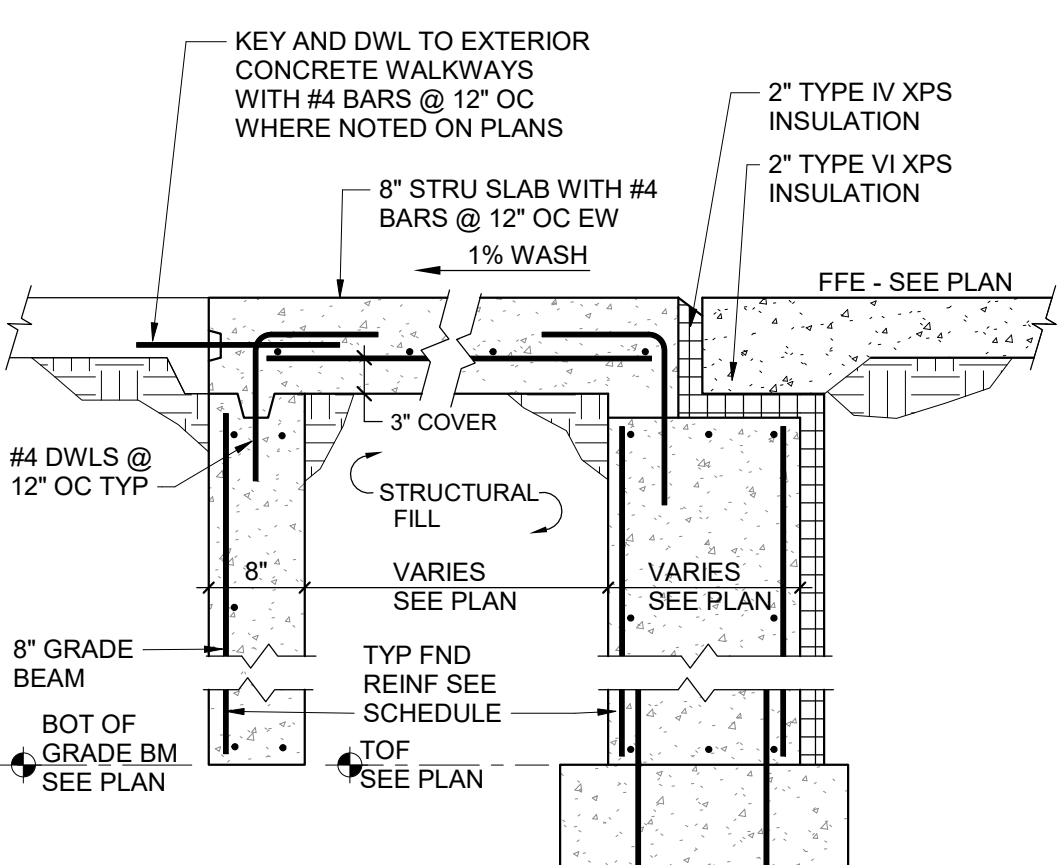 KEY AND DWL TO EXTERIOR
CONCRETE WALKWAYS
WITH #4 BARS @ 12" OC
WHERE NOTED ON PLANS
2" TYPE IV XPS
INSULATION
2" TYPE VI XPS
INSULATION
8" STRU SLAB WITH #4
BARS @ 12" OC EW
1% WASH
FFE - SEE PLAN
3" COVER
#4 DWLS @
12" OC TYP
STRUCTURAL
FILL
8"
VARIES
SEE PLAN
VARIES
SEE PLAN
8" GRADE
BEAM
TYP FND
REINF SEE
SCHEDULE
BOT OF
GRADE BM
SEE PLAN
TOF
SEE PLAN